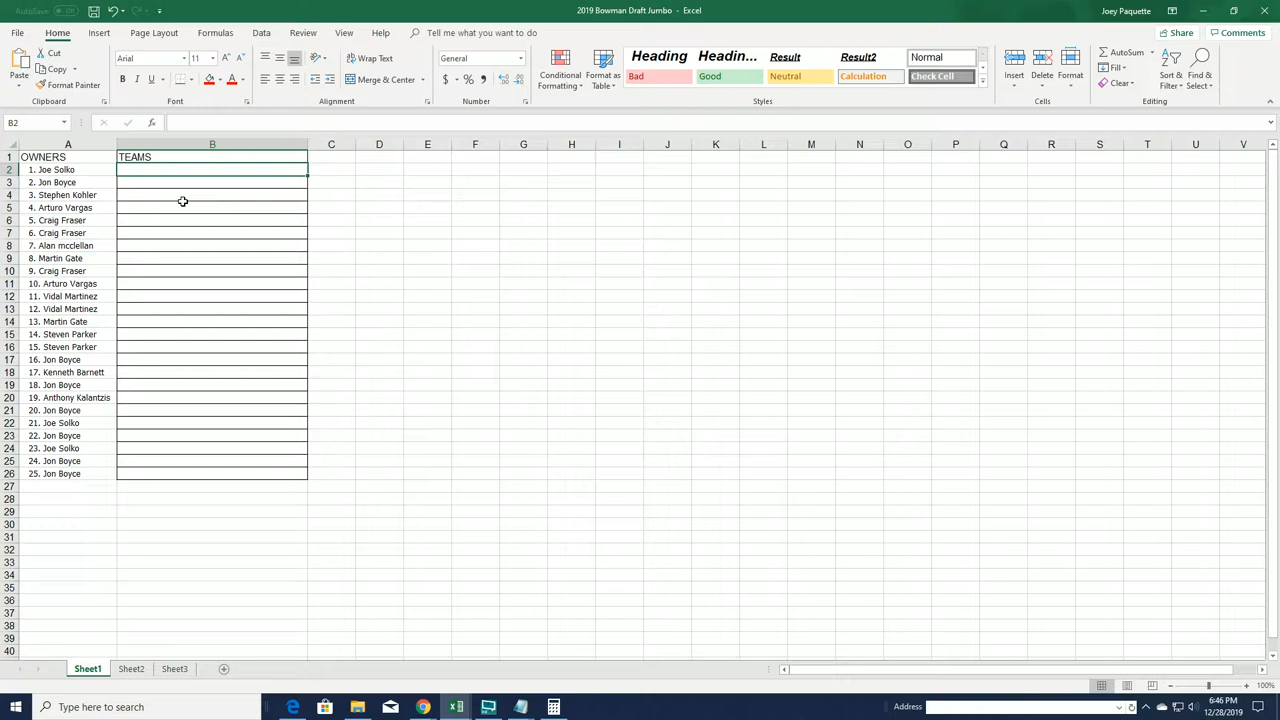 AutoSave Off 2019 Bowman Draft Jumbo - Excel Joey Paquette
File Home Insert Page Layout Formulas Data Review View Help Tell me what you want to do Share Comments
Paste Cut Copy Format Painter Clipboard
Arial 11 B I U Font
Wrap Text Merge & Center Alignment
General $ % Number
Conditional Formatting Format as Table
Heading Headin... Result Result2 Normal
Bad Good Neutral Calculation Check Cell
Styles
Insert Delete Format Cells
AutoSum Fill Clear Sort & Filter Find & Select Editing
B2 fx
A B C D E F G H I J K L M N O P Q R S T U V
1 OWNERS TEAMS
2 1. Joe Solko
3 2. Jon Boyce
4 3. Stephen Kohler
5 4. Arturo Vargas
6 5. Craig Fraser
7 6. Craig Fraser
8 7. Alan mcclellan
9 8. Martin Gate
10 9. Craig Fraser
11 10. Arturo Vargas
12 11. Vidal Martinez
13 12. Vidal Martinez
14 13. Martin Gate
15 14. Steven Parker
16 15. Steven Parker
17 16. Jon Boyce
18 17. Kenneth Barnett
19 18. Jon Boyce
20 19. Anthony Kalantzis
21 20. Jon Boyce
22 21. Joe Solko
23 22. Jon Boyce
24 23. Joe Solko
25 24. Jon Boyce
26 25. Jon Boyce
27
28
29
30
31
32
33
34
35
36
37
38
39
40
Sheet1 Sheet2 Sheet3
100%
Type here to search Address 6:46 PM
12/28/2019